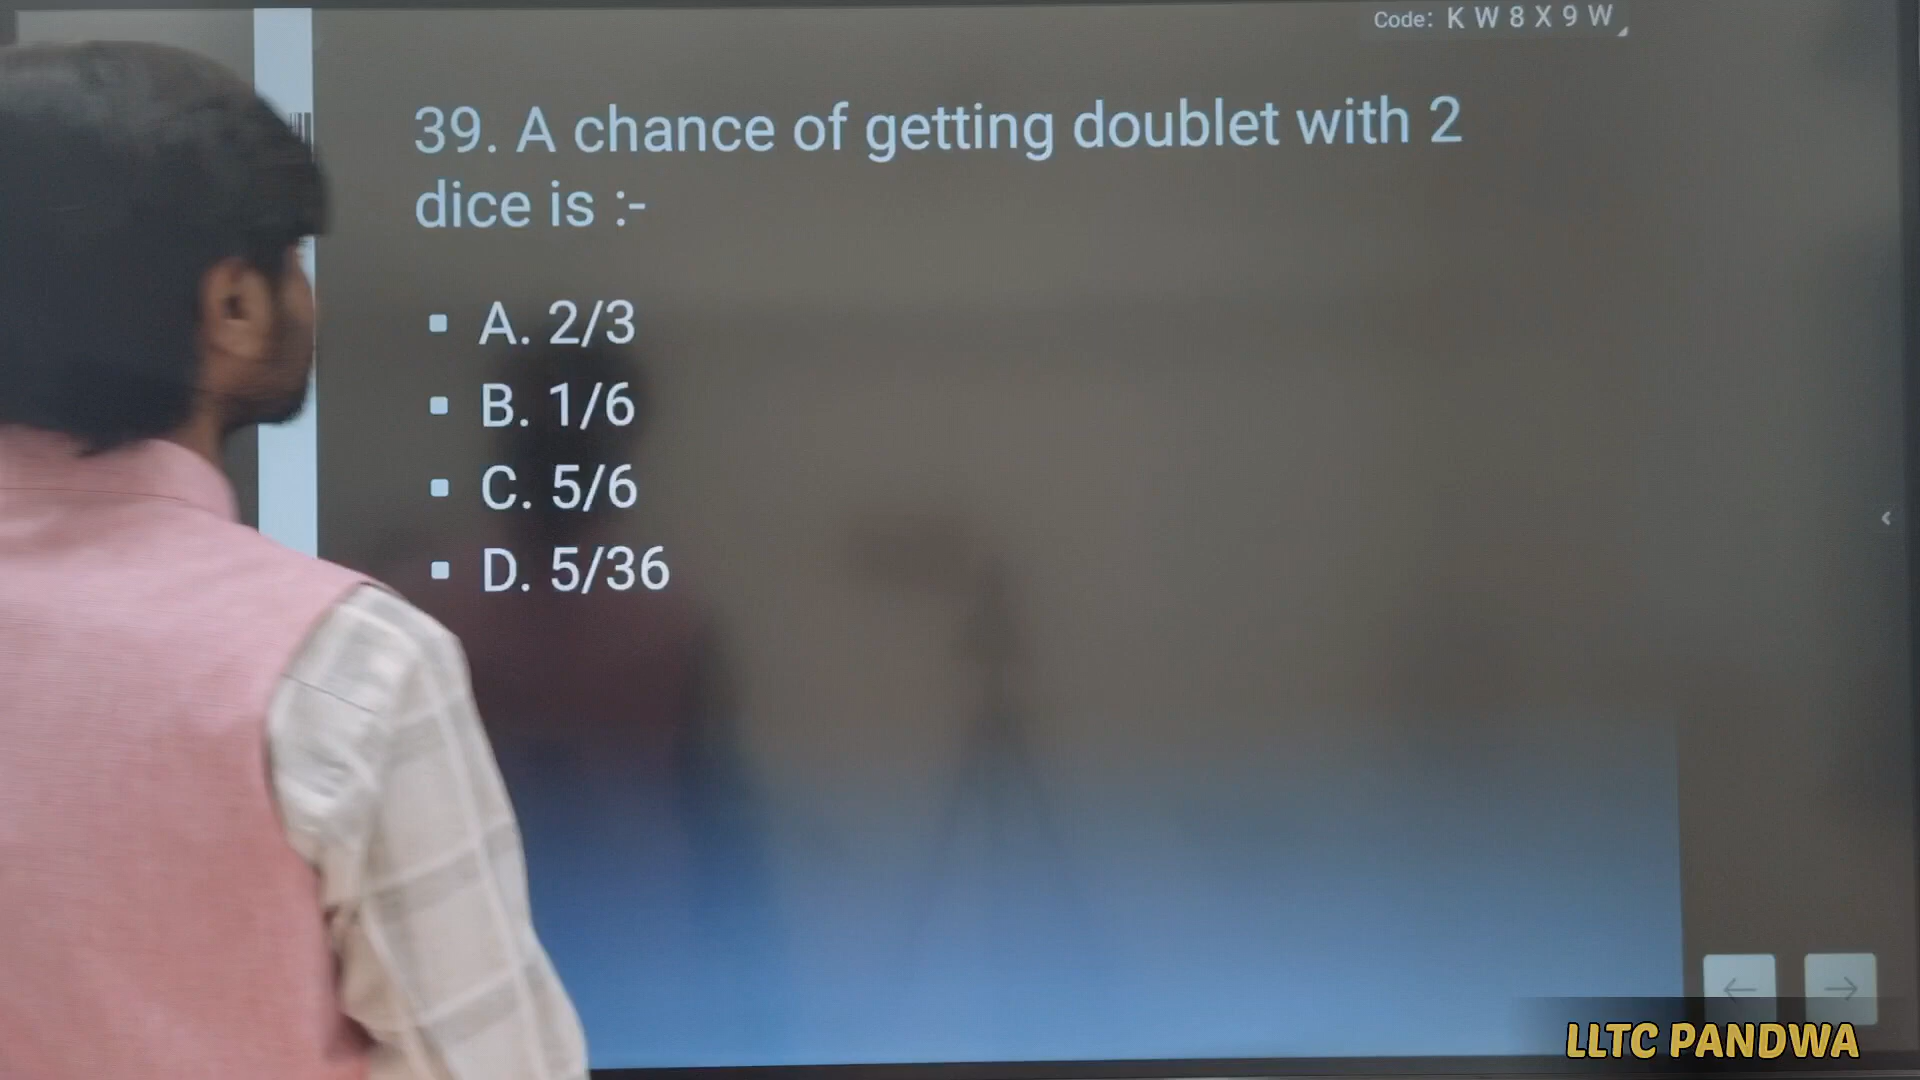 Code: K W 8 X 9 W
39. A chance of getting doublet with 2
dice is :-
▪ A. 2/3
▪ B. 1/6
▪ C. 5/6
▪ D. 5/36
LLTC PANDWA